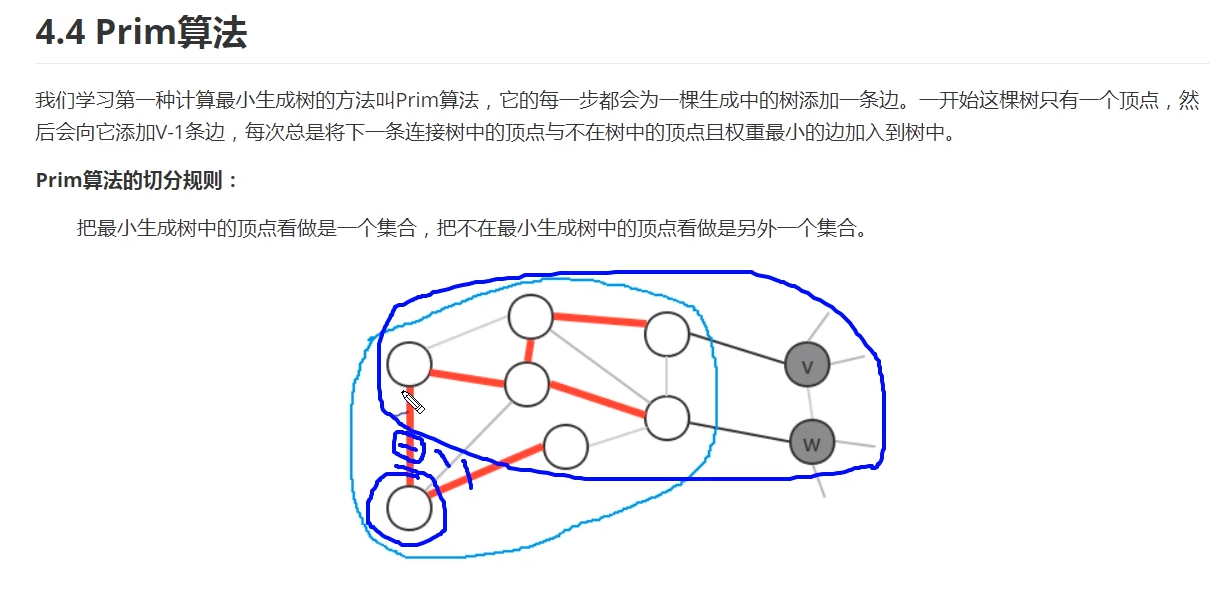 4.4 Prim算法
我们学习第一种计算最小生成树的方法叫Prim算法，它的每一步都会为一棵生成中的树添加一条边。一开始这棵树只有一个顶点，然
后会向它添加V-1条边，每次总是将下一条连接树中的顶点与不在树中的顶点且权重最小的边加入到树中。
Prim算法的切分规则：
把最小生成树中的顶点看做是一个集合，把不在最小生成树中的顶点看做是另外一个集合。
v
w